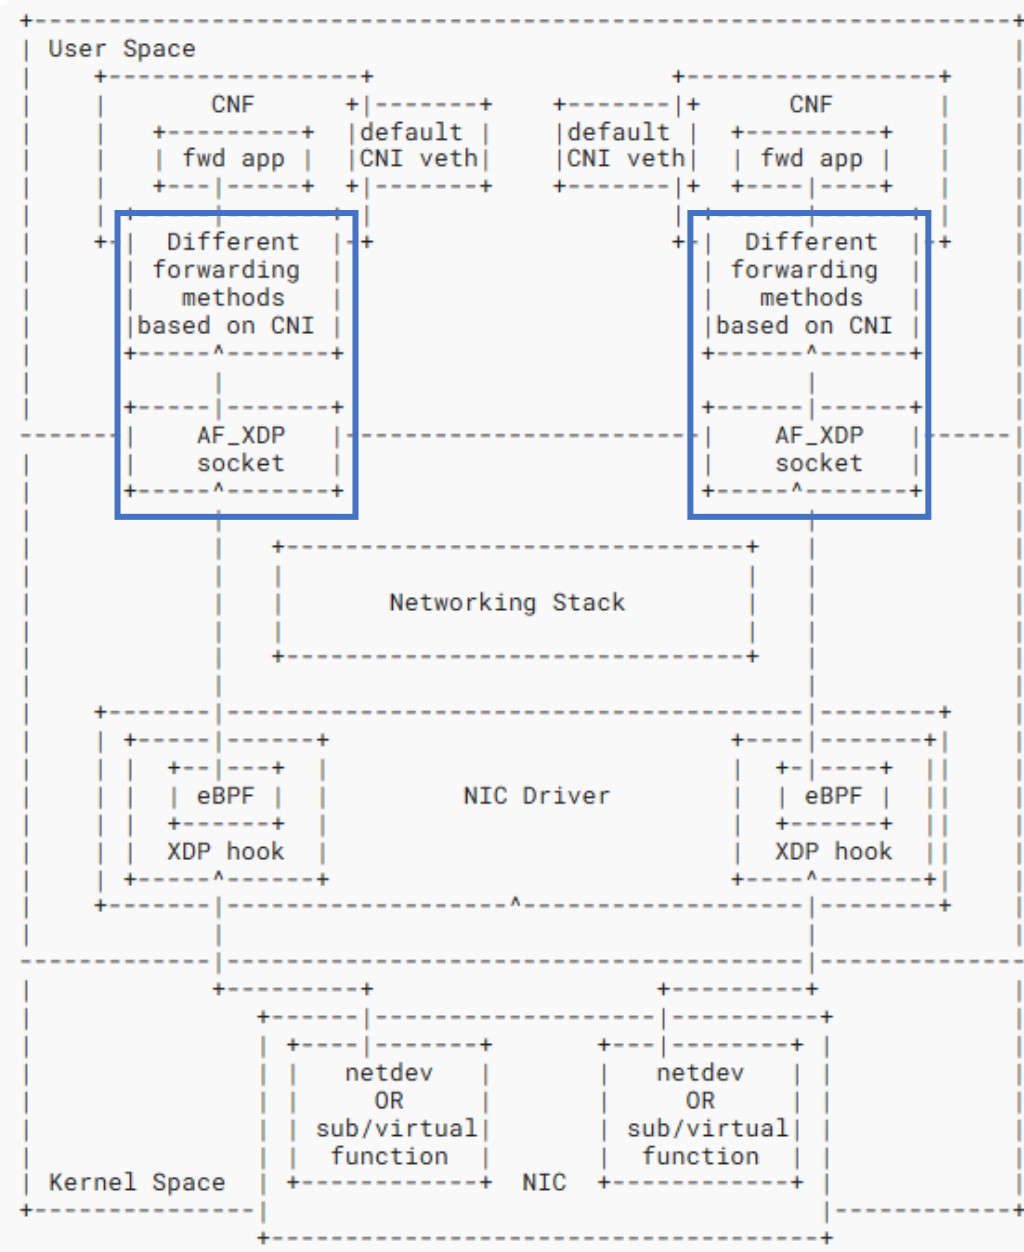 User Space
CNF
CNF
default
default
fwd app
CNI veth
CNI veth
fwd app
Different
forwarding
methods
based on CNI
Different
forwarding
methods
based on CNI
AF_XDP
socket
AF_XDP
socket
Networking Stack
eBPF
NIC Driver
eBPF
XDP hook
XDP hook
netdev
OR
sub/virtual
function
netdev
OR
sub/virtual
function
Kernel Space
NIC